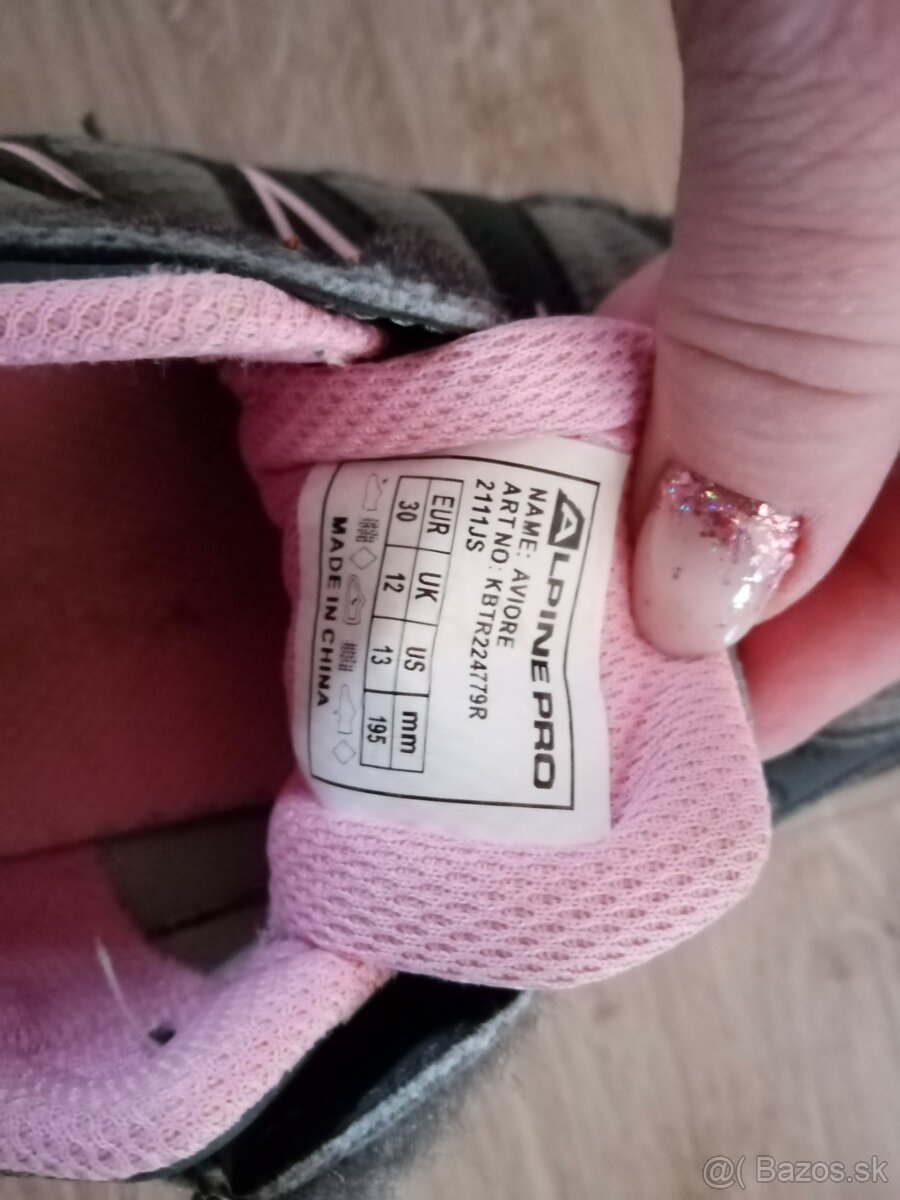 ALPINE PRO
NAME: AVIORE
ART NO: KBTR224779R
2111JS
EUR UK US mm
30 12 13 195
MADE IN CHINA
@( Bazos.sk